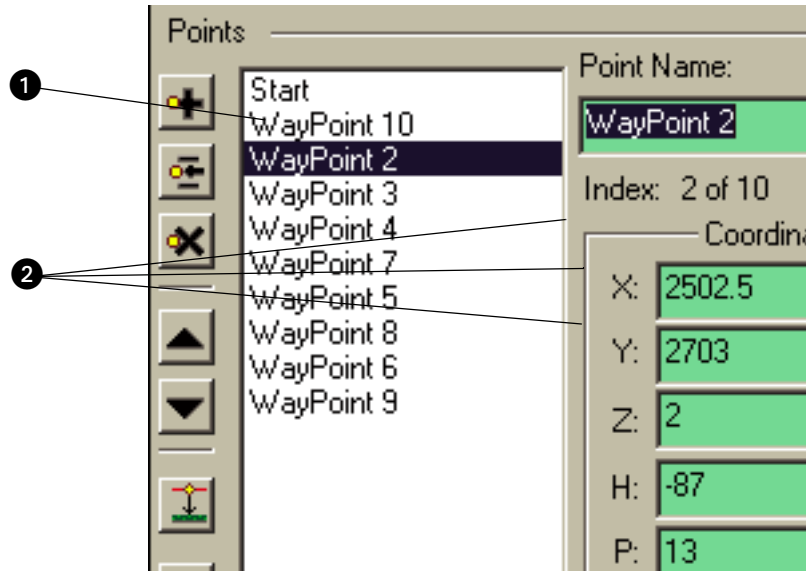 Points
1
Start
WayPoint 10
WayPoint 2
WayPoint 3
WayPoint 4
WayPoint 7
WayPoint 5
WayPoint 8
WayPoint 6
WayPoint 9
2
Point Name:
WayPoint 2
Index: 2 of 10
Coordina
X: 2502.5
Y: 2703
Z: 2
H: -87
P: 13